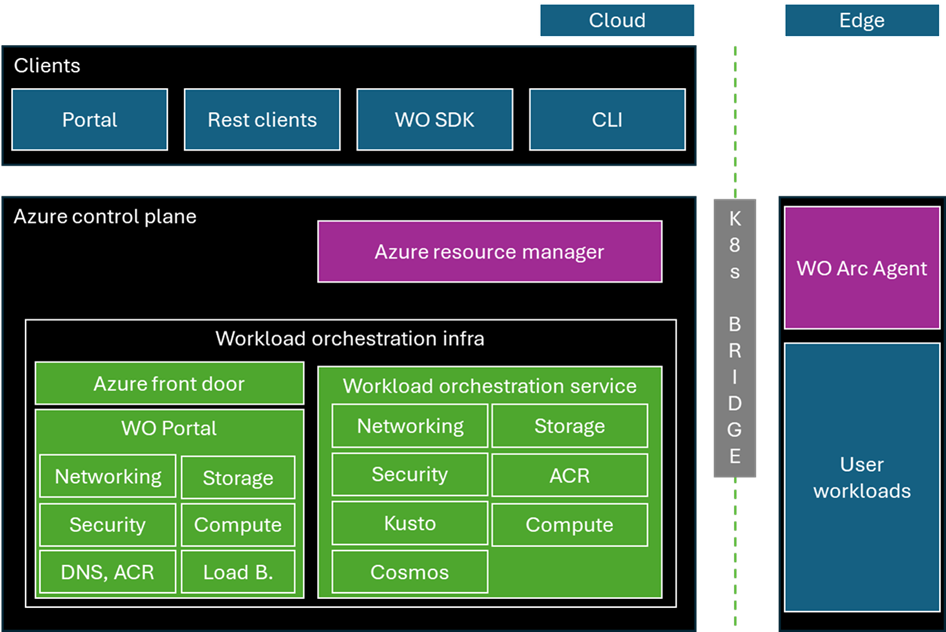 Cloud
Edge
Clients
Portal
Rest clients
WO SDK
CLI
Azure control plane
Azure resource manager
Workload orchestration infra
Azure front door
WO Portal
Networking
Storage
Security
Compute
DNS, ACR
Load B.
Workload orchestration service
Networking
Storage
Security
ACR
Kusto
Compute
Cosmos
K
8
s
B
R
I
D
G
E
WO Arc Agent
User
workloads